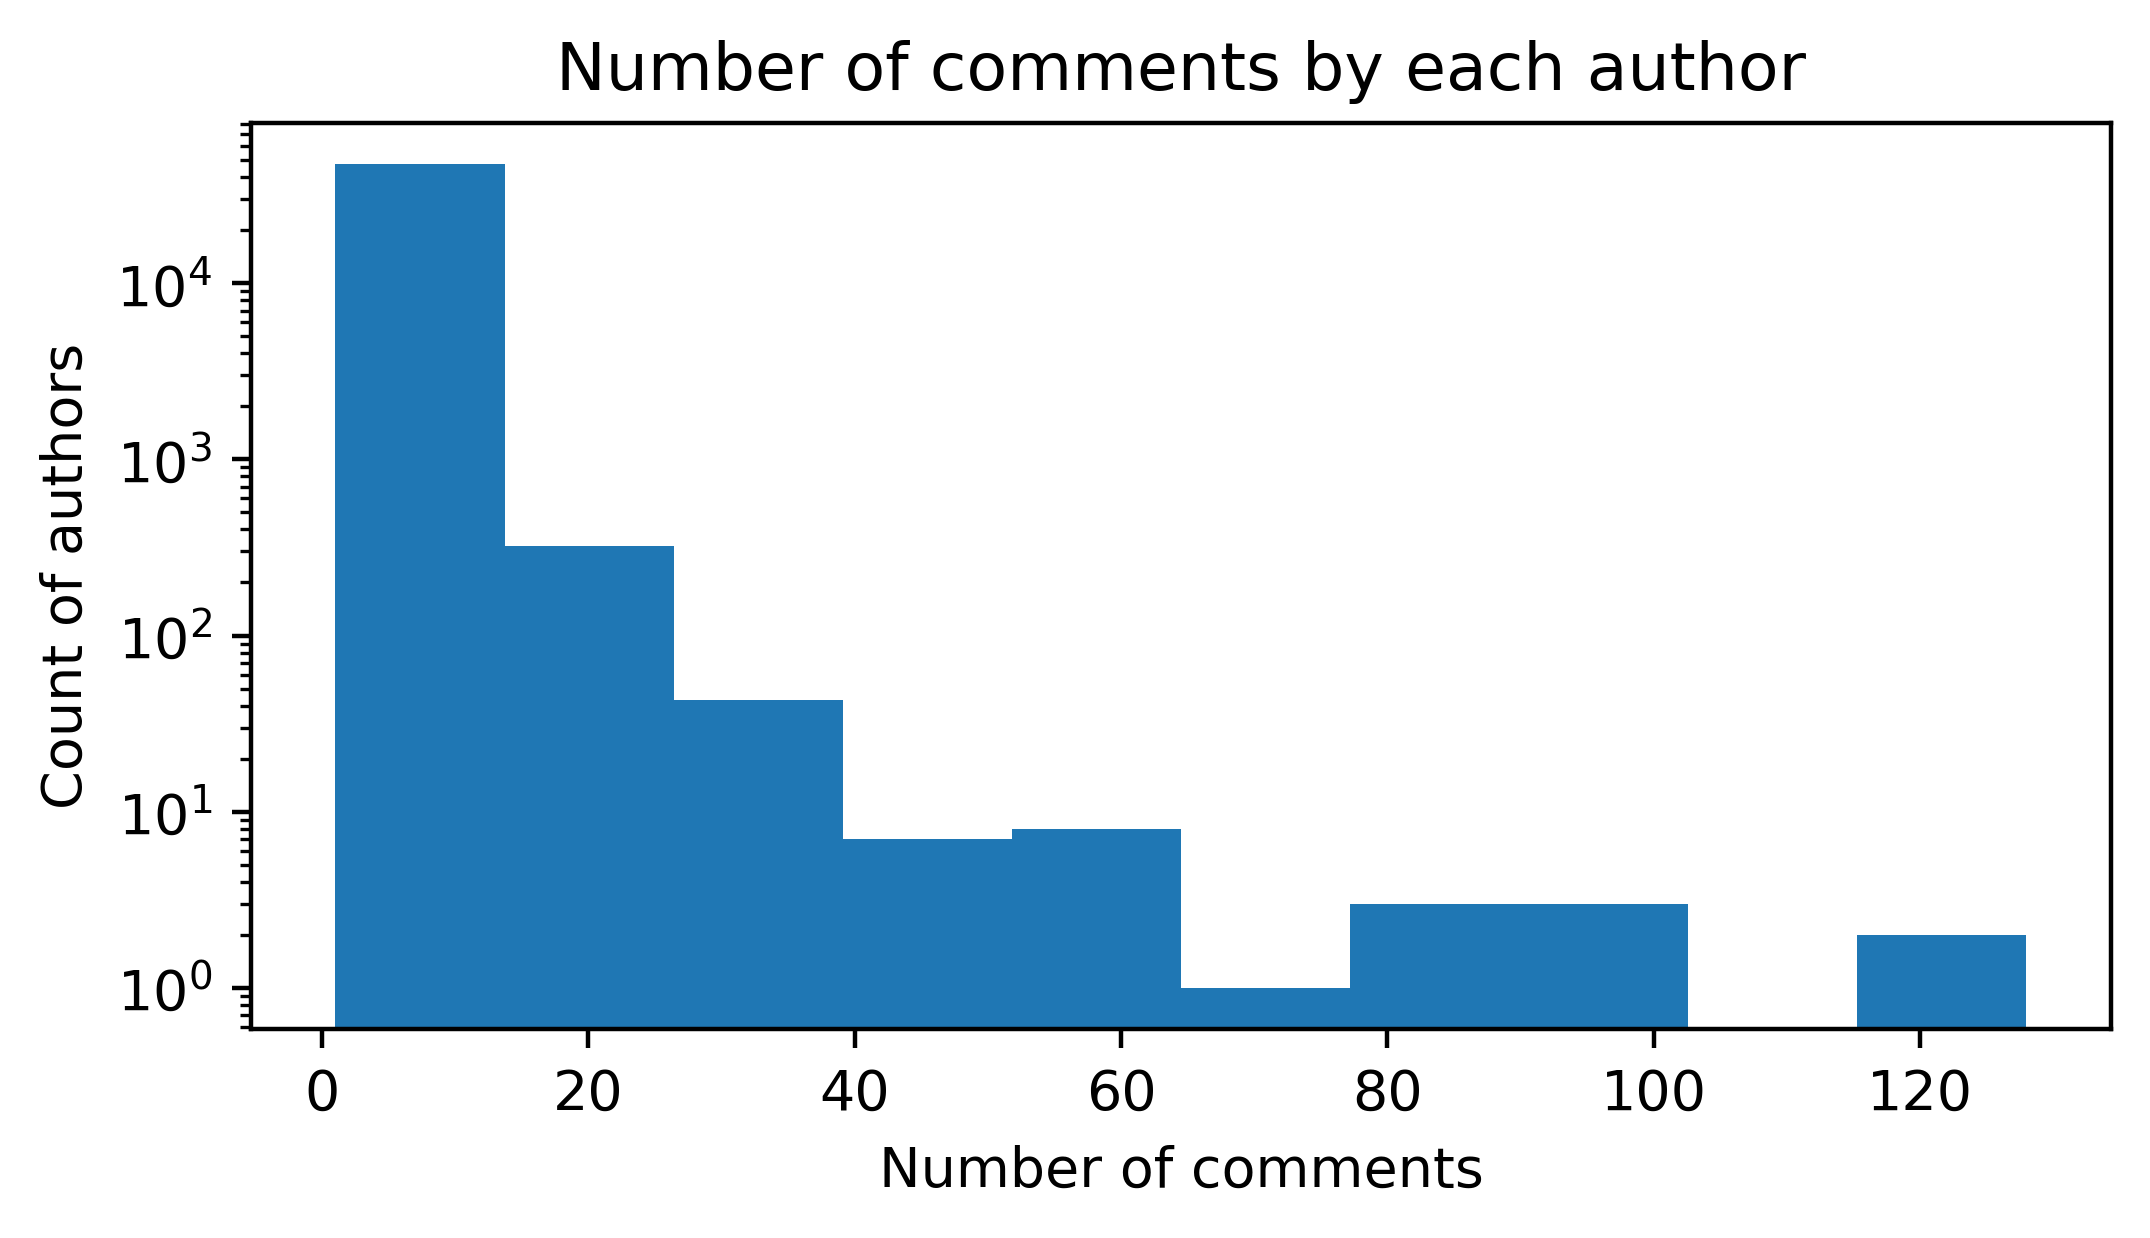 Number of comments by each author
Count of authors
10⁴
10³
10²
10¹
10⁰
0 20 40 60 80 100 120
Number of comments